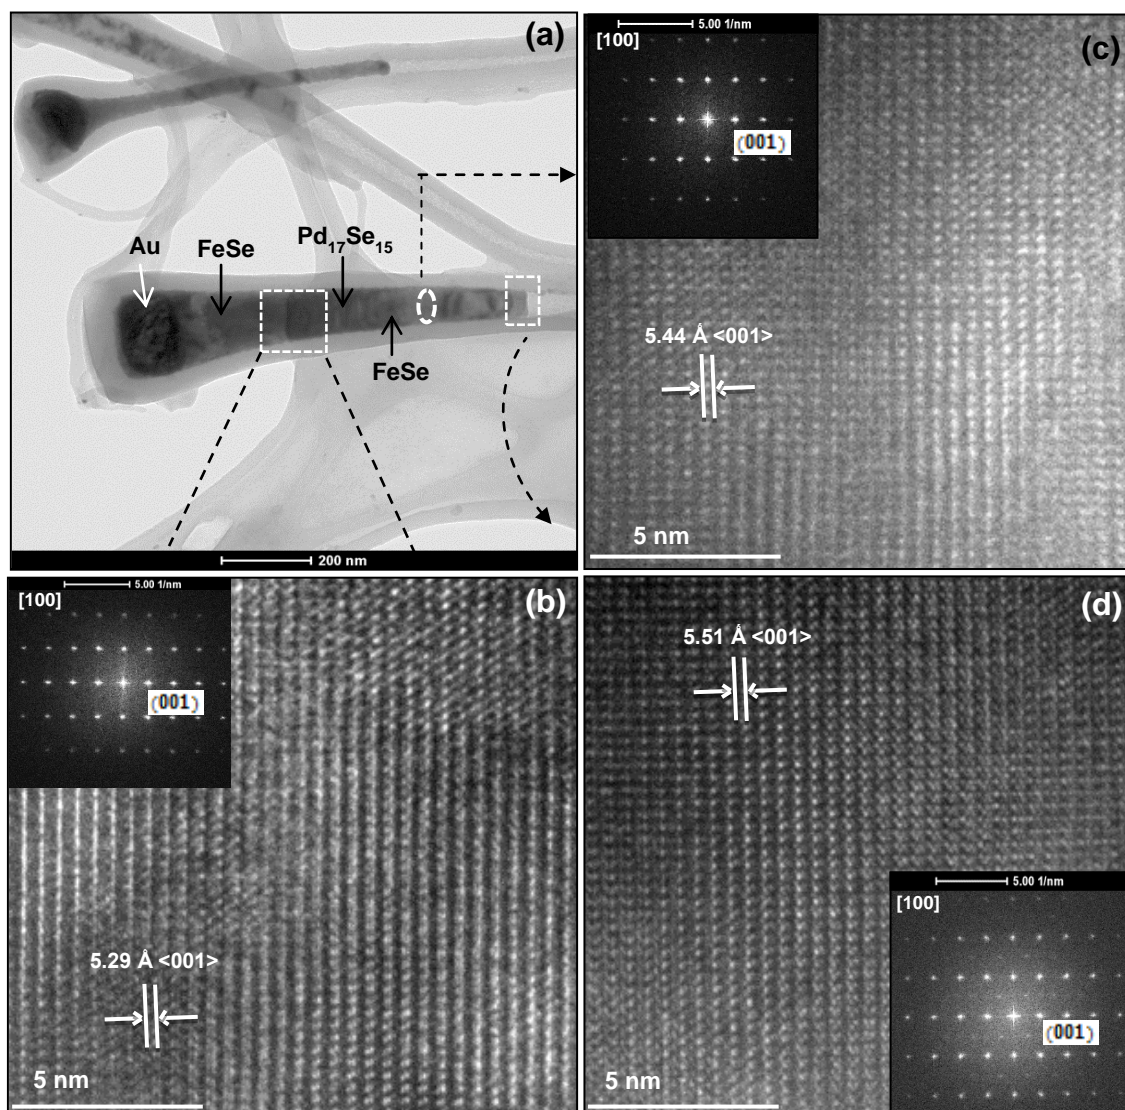 (a)
Au
FeSe
Pd₁₇Se₁₅
FeSe
200 nm
5.00 1/nm
[100]
(c)
(001)
5.44 Å <001>
5 nm
5.00 1/nm
[100]
(b)
(001)
5.29 Å <001>
5 nm
(d)
5.51 Å <001>
5.00 1/nm
[100]
(001)
5 nm